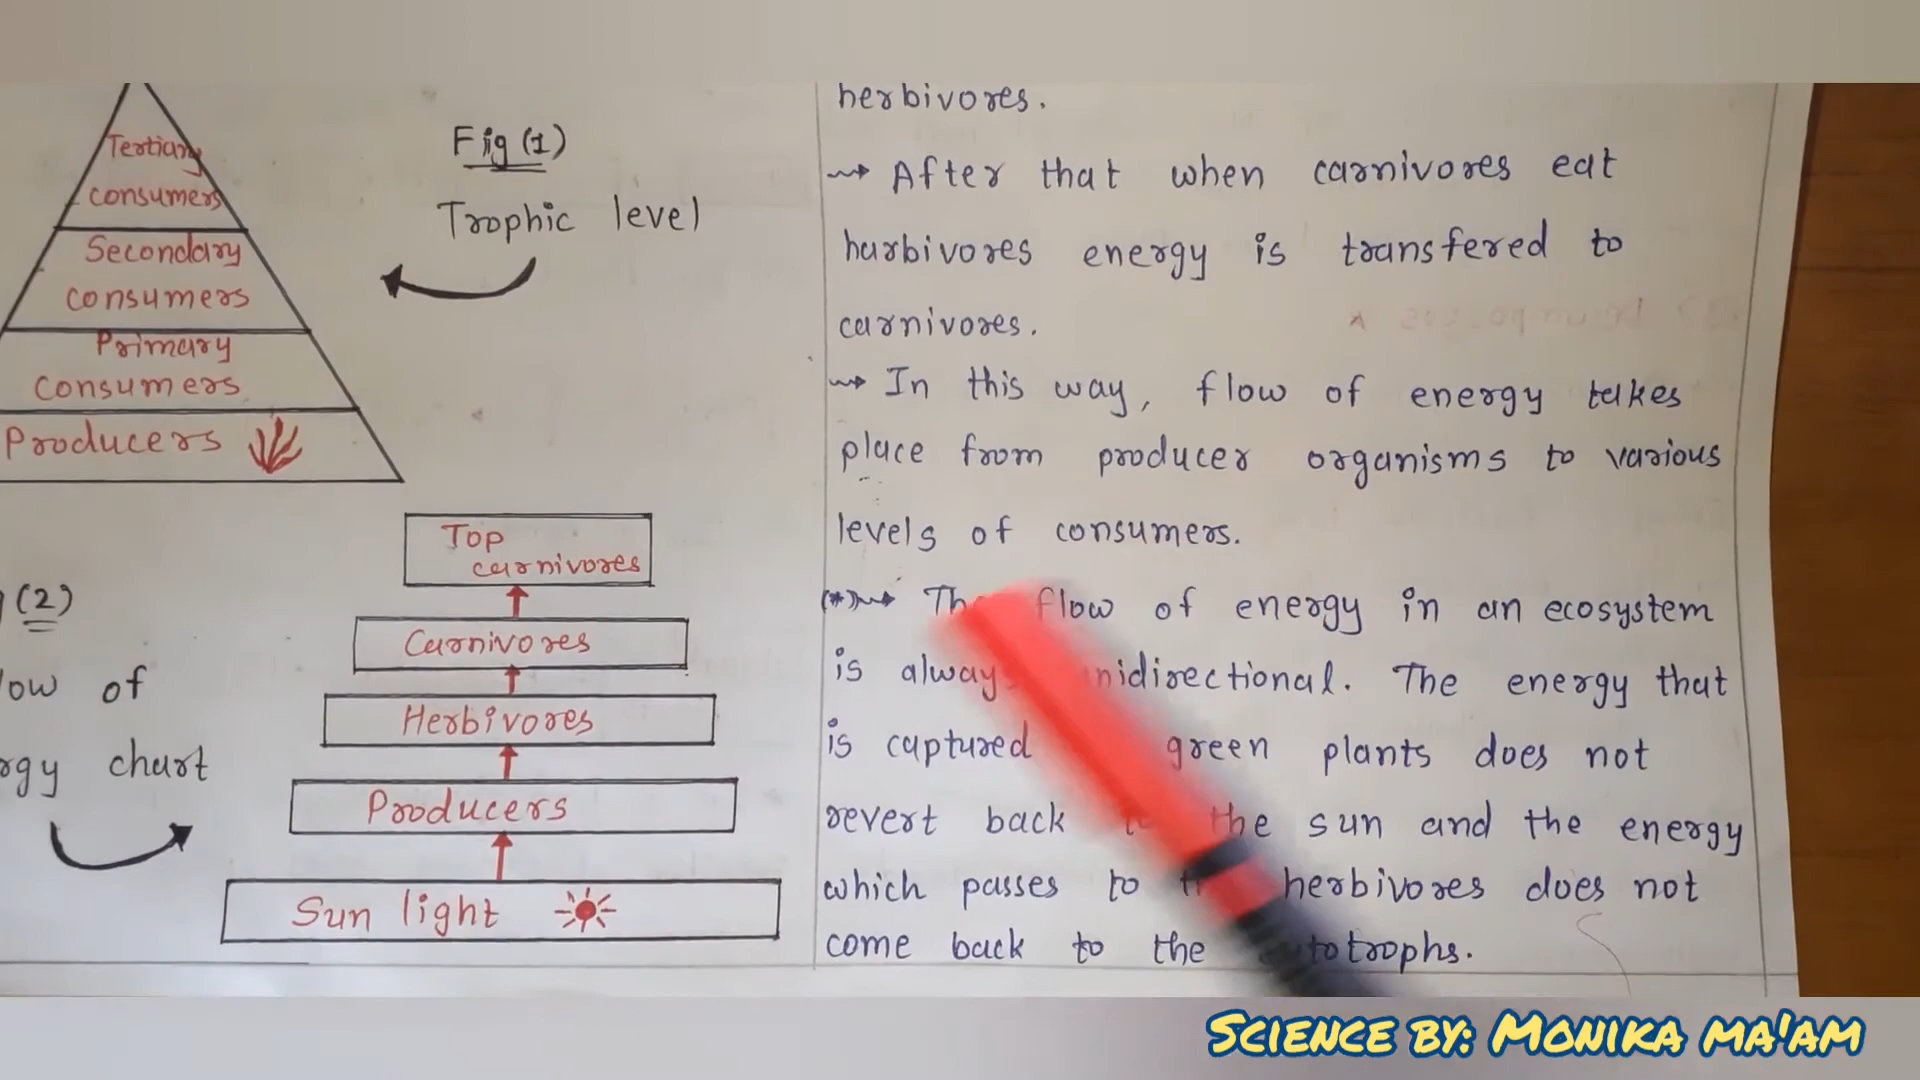 Tertiary
consumers
Secondary
consumers
Primary
consumers
Producers
Fig (1)
Trophic level
(2)
of
chart
Top
carnivores
Carnivores
Herbivores
Producers
Sun light
herbivores.
After that when carnivores eat
harbivores energy is transfered to
carnivores.
In this way, flow of energy takes
place from producer organisms to various
levels of consumers.
(*) flow of energy in an ecosystem
is always. The energy that
is captured green plants does not
revert back the sun and the energy
which passes to herbivores does not
come back to the
Science by: Monika ma'am